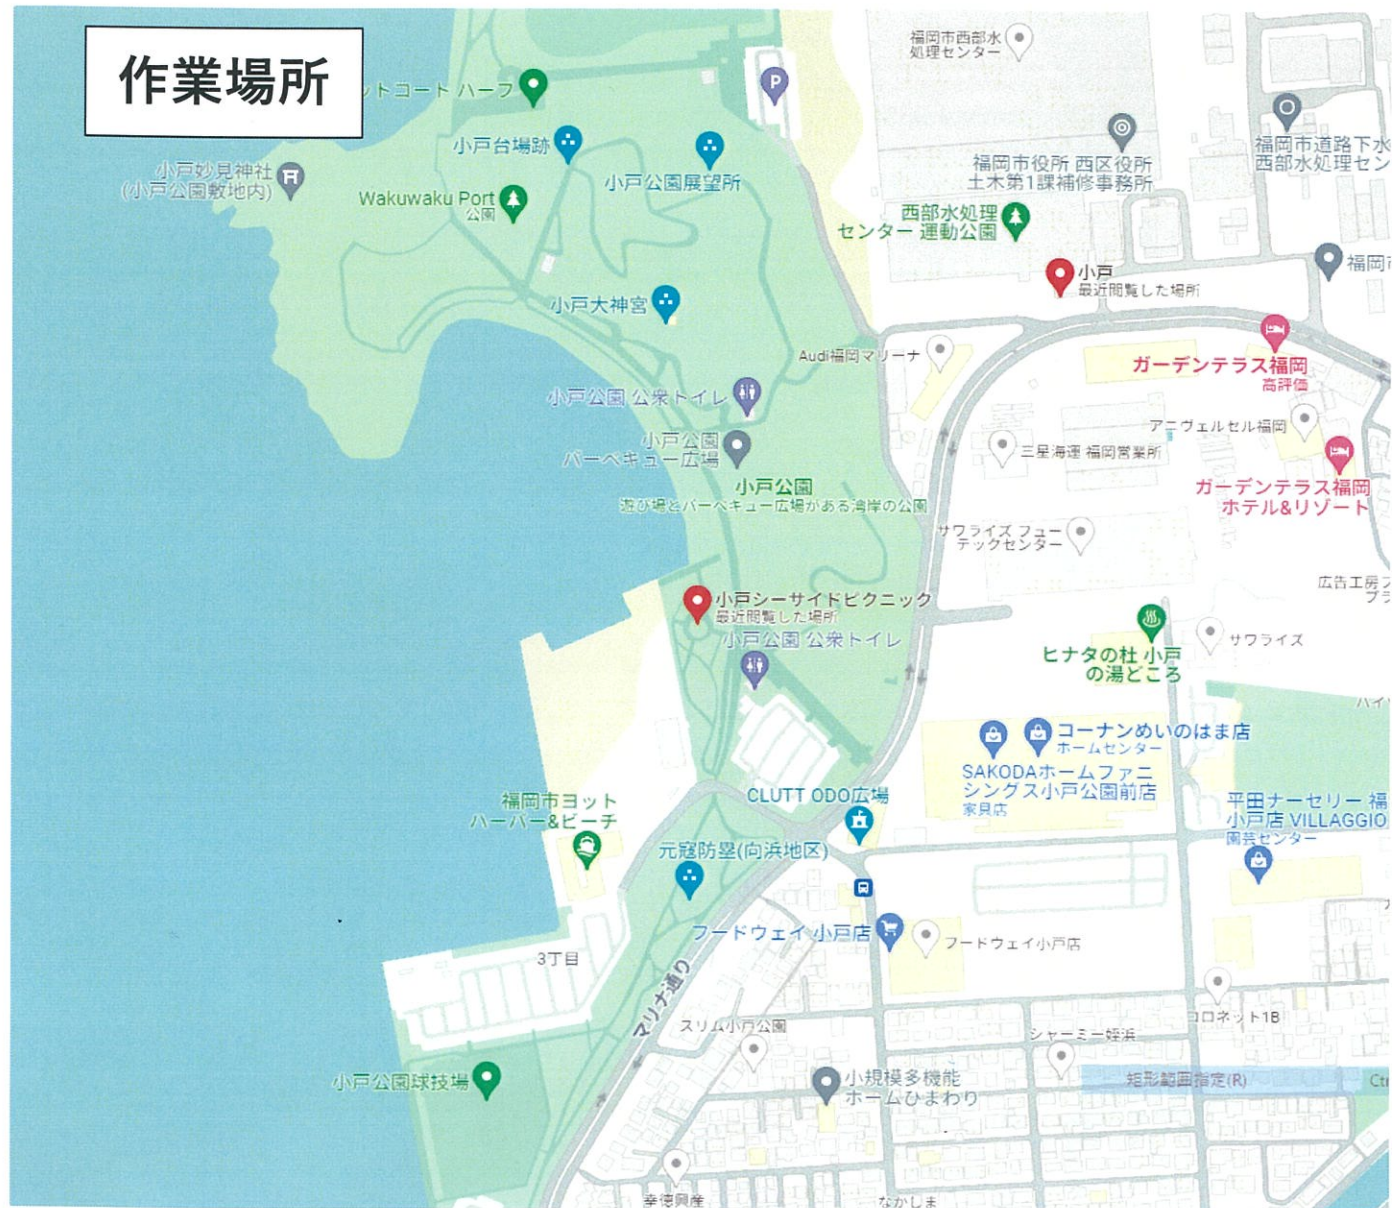 作業場所
ットコート ハーフ
小戸台場跡
小戸公園展望所
小戸妙見神社
(小戸公園敷地内)
Wakuwaku Port
公園
P
福岡市西部水
処理センター
福岡市役所 西区役所
土木第1課補修事務所
福岡市道路下水
西部水処理セン
西部水処理
センター 運動公園
小戸
最近閲覧した場所
福岡市
小戸大神宮
Audi福岡マリーナ
ガーデンテラス福岡
高評価
小戸公園 公衆トイレ
アニヴェルセル福岡
小戸公園
バーベキュー広場
三星海運 福岡営業所
小戸公園
遊び場とバーベキュー広場がある湾岸の公園
ガーデンテラス福岡
ホテル&リゾート
サワライズ フュー
テックセンター
広告工房フ
プラ
小戸シーサイドピクニック
最近閲覧した場所
小戸公園 公衆トイレ
ヒナタの杜 小戸
の湯どころ
サワライズ
コーナンめいのはま店
ホームセンター
SAKODAホームファニ
シングス小戸公園前店
家具店
平田ナーセリー 福
小戸店 VILLAGGIO
園芸センター
福岡市ヨット
ハーバー&ビーチ
CLUTT ODO広場
元寇防塁(向浜地区)
フードウェイ 小戸店
フードウェイ小戸店
3丁目
マリナ通り
スリム小戸公園
コロネット1B
シャーミー姪浜
小戸公園球技場
小規模多機能
ホームひまわり
矩形範囲指定(R)
Ctr
幸徳興産
なかしま